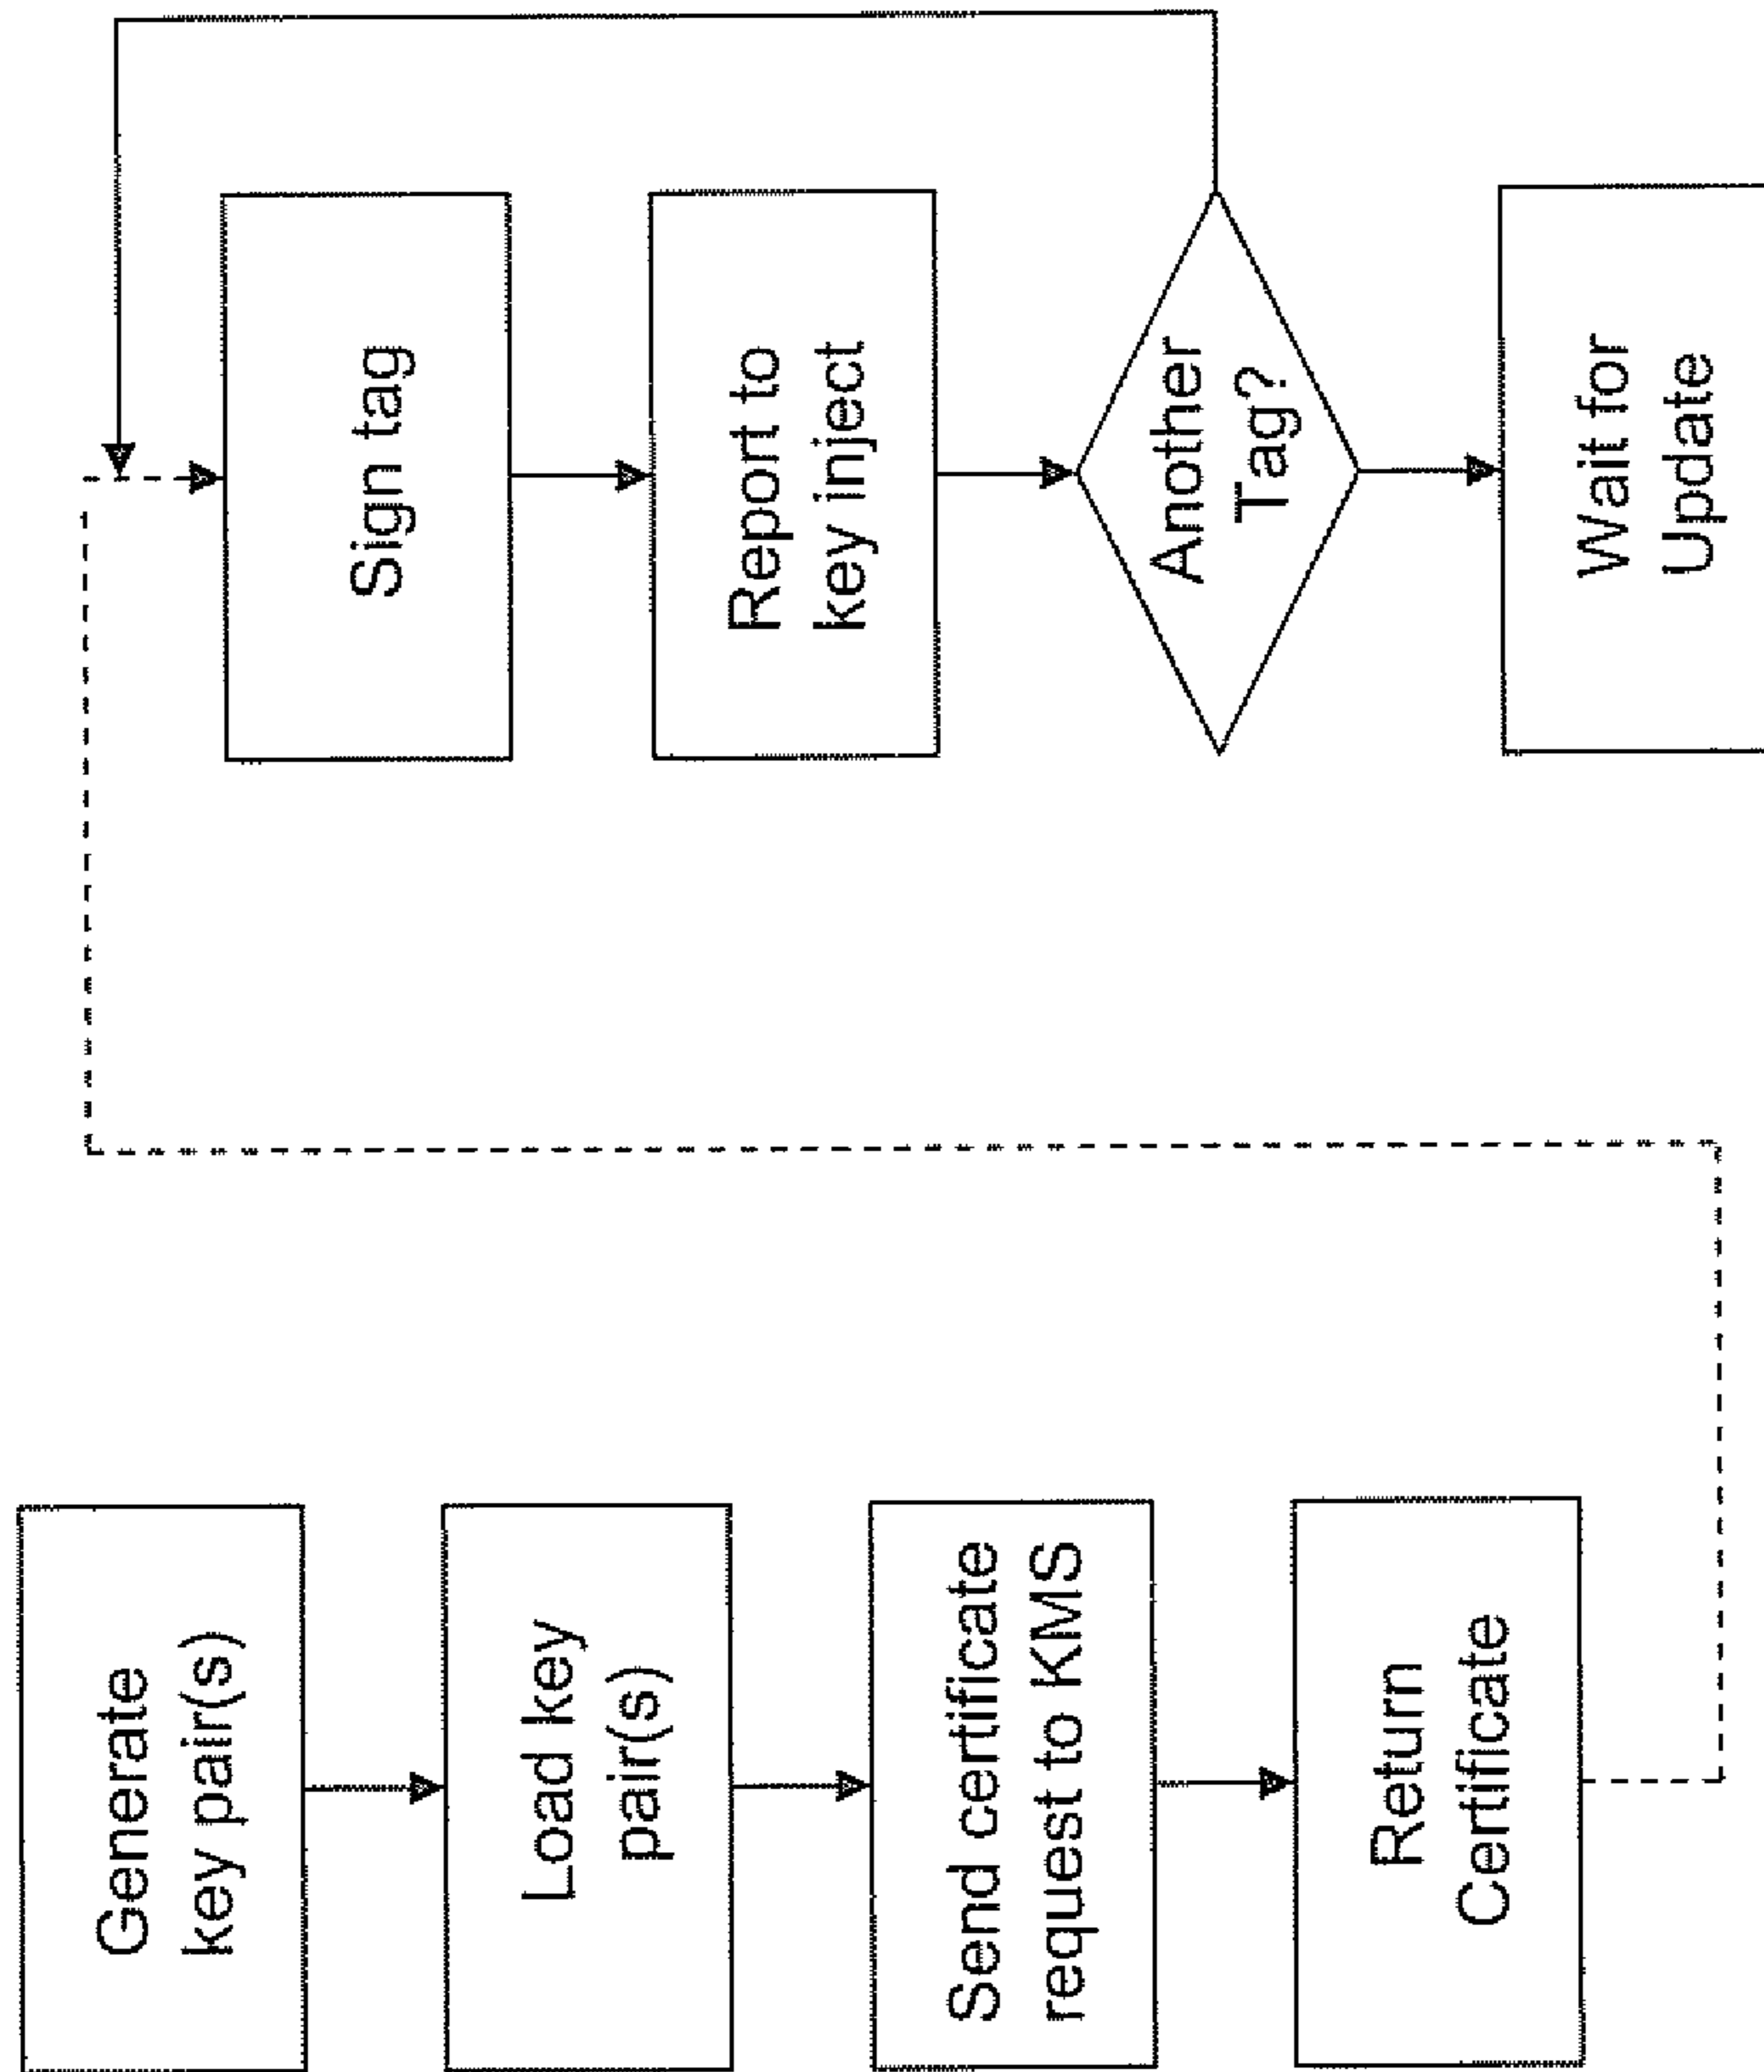 Generate
key pair(s)
Load key
pair(s)
Send certificate
request to KMS
Return
Certificate
Sign tag
Report to
key inject
Another
Tag?
Wait for
Update